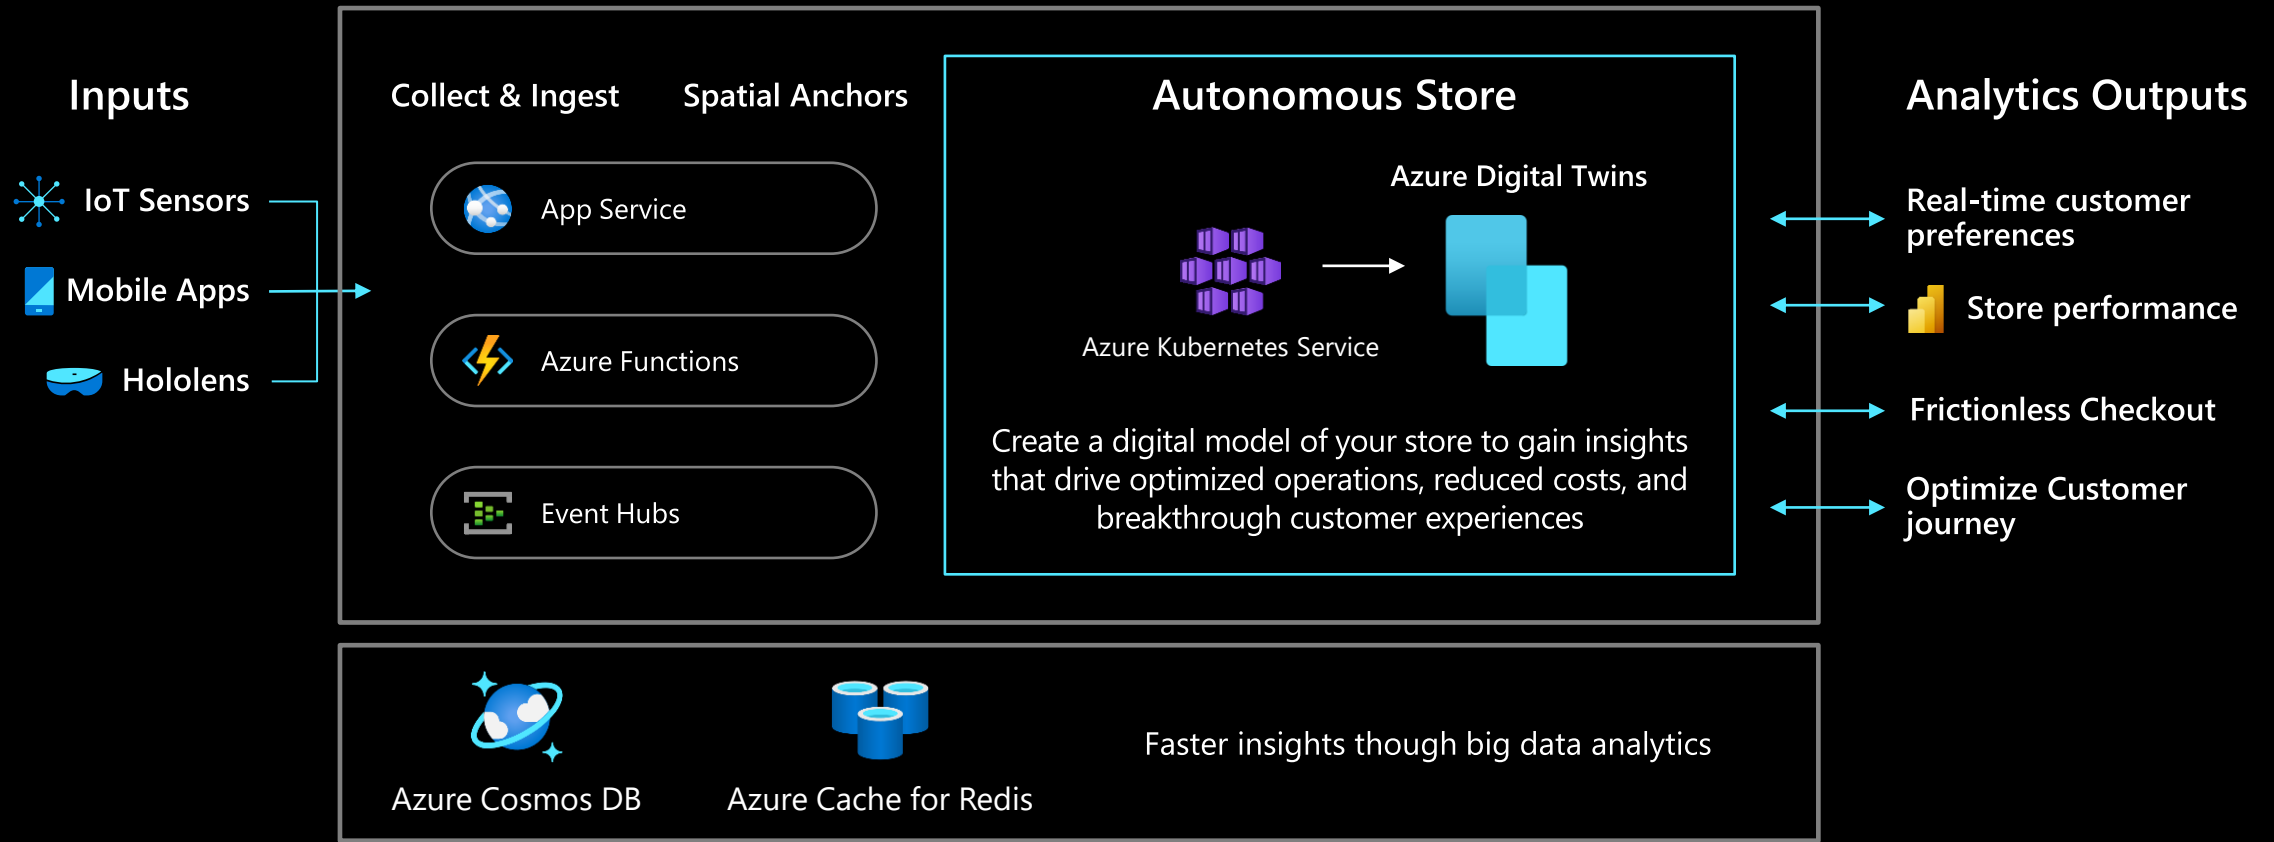 Inputs
IoT Sensors
Mobile Apps
Hololens
Collect & Ingest
Spatial Anchors
App Service
Azure Functions
Event Hubs
Autonomous Store
Azure Digital Twins
Azure Kubernetes Service
Create a digital model of your store to gain insights
that drive optimized operations, reduced costs, and
breakthrough customer experiences
Analytics Outputs
Real-time customer
preferences
Store performance
Frictionless Checkout
Optimize Customer
journey
Azure Cosmos DB
Azure Cache for Redis
Faster insights though big data analytics